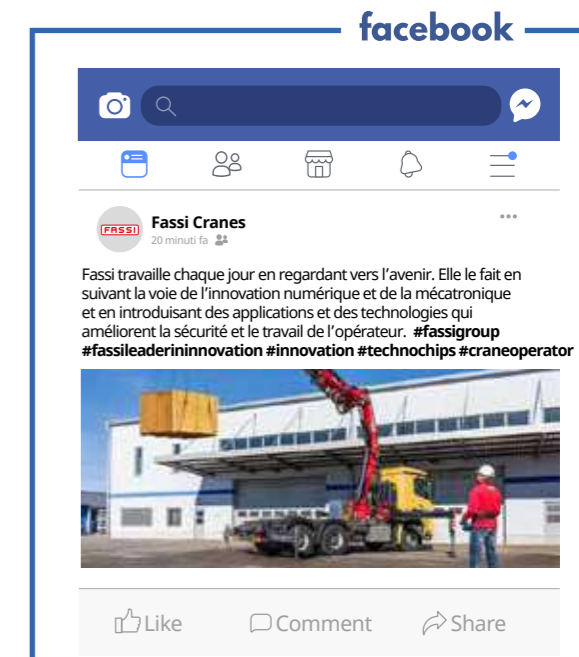 facebook
FASSI
Fassi Cranes
20 minuti fa
Fassi travaille chaque jour en regardant vers l’avenir. Elle le fait en
suivant la voie de l’innovation numérique et de la mécatronique
et en introduisant des applications et des technologies qui
améliorent la sécurité et le travail de l’opérateur. #fassigroup
#fassileaderininnovation #innovation #technochips #craneoperator
Like Comment Share